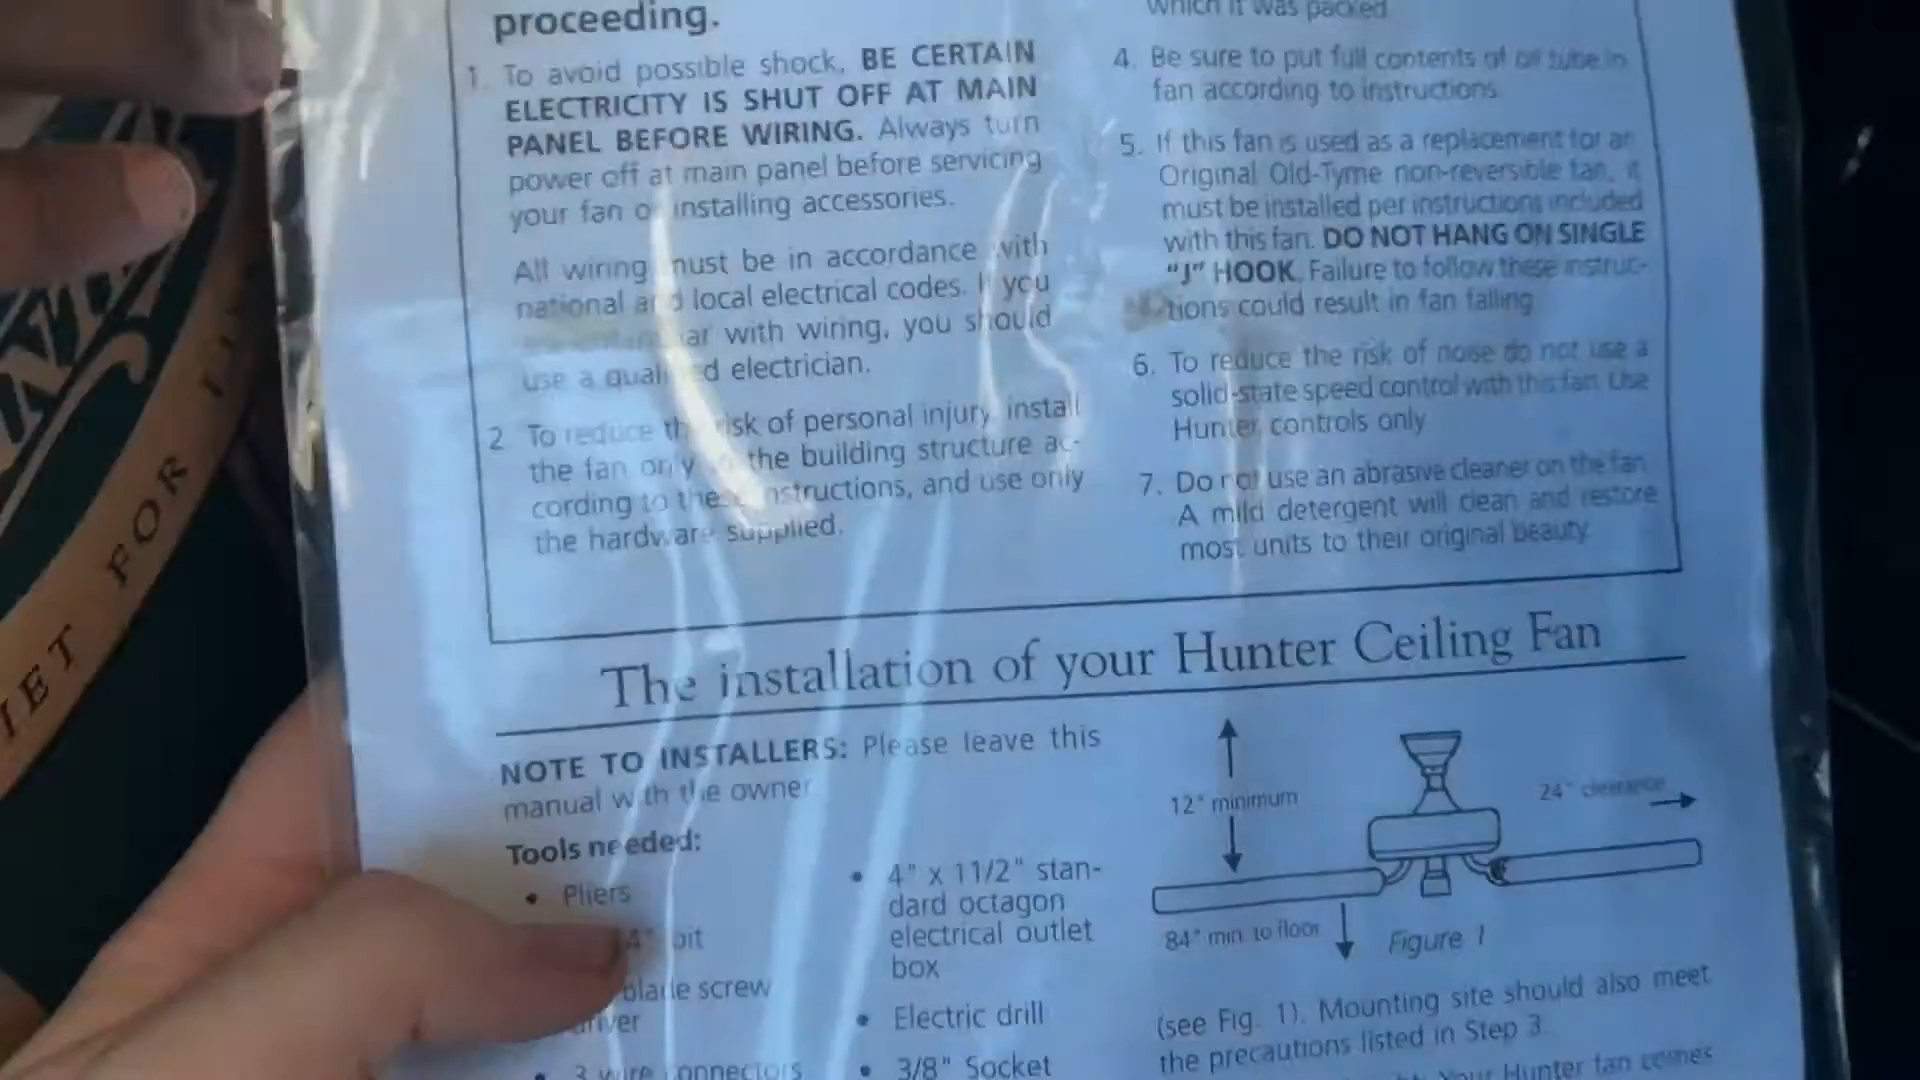 proceeding.
1. To avoid possible shock, BE CERTAIN
ELECTRICITY IS SHUT OFF AT MAIN
PANEL BEFORE WIRING. Always turn
power off at main panel before servicing
your fan or installing accessories.
All wiring must be in accordance with
national and local electrical codes. If you
with wiring, you should
use a qualified electrician.
2 To reduce the risk of personal injury, install
the fan only the building structure ac-
cording to these instructions, and use only
the hardware supplied.
which it was packed
4. Be sure to put full contents of oil tube in
fan according to instructions.
5. If this fan is used as a replacement for an
Original Old-Tyme non-reversible fan, it
must be installed per instructions included
with this fan. DO NOT HANG ON SINGLE
"J" HOOK. Failure to follow these instruc-
tions could result in fan falling
6. To reduce the risk of noise do not use a
solid-state speed control with this fan. Use
Hunter controls only
7. Do not use an abrasive cleaner on the fan
A mild detergent will clean and restore
most units to their original beauty.
The installation of your Hunter Ceiling Fan
NOTE TO INSTALLERS: Please leave this
manual with the owner
Tools needed:
• Pliers
4" bit
blade screw
driver
• 3 wire connectors
• 4" x 11/2" stan-
dard octagon
electrical outlet
box
• Electric drill
• 3/8" Socket
12" minimum
24" clearance
84" min. to floor
Figure 1
(see Fig. 1). Mounting site should also meet
the precautions listed in Step 3.
Your Hunter fan comes
IET FOR